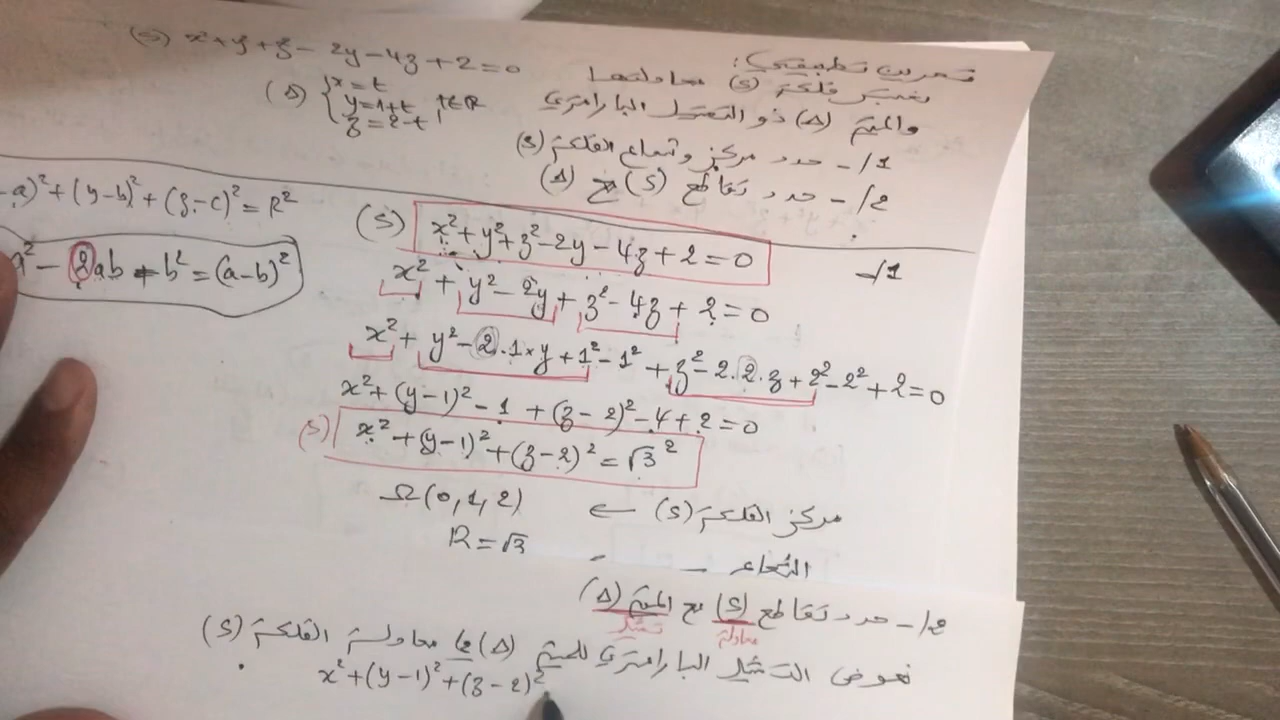 تمرين تطبيقي:
نعتبر فلكة (S) معادلتها (S) x²+y²+z²-2y-4z+2=0
والمستقيم (Δ) ذو التمثيل البارامتري (Δ) { x=t y=1+t z=2-t / t∈ℝ
1/- حدد مركز وشعاع الفلكة (S)
2/- حدد تقاطع (S) مع (Δ)
-a)²+(y-b)²+(z-c)²=R²
a²-2ab+b²=(a-b)²
1/- (S) x²+y²+z²-2y-4z+2=0
x²+y²-2y+z²-4z+2=0
x²+y²-2.1×y+1²-1²+z²-2.2.z+2²-2²+2=0
x²+(y-1)²-1+(z-2)²-4+2=0
(S) x²+(y-1)²+(z-2)²=√3²
مركز الفلكة (S) ← Ω(0,1,2)
الشعاع - - R=√3
2/- حدد تقاطع (S) مع المستقيم (Δ)
معادلة تمثيل
نعوض التمثيل البارامتري للمستقيم (Δ) في معادلة الفلكة (S)
x²+(y-1)²+(z-2)²